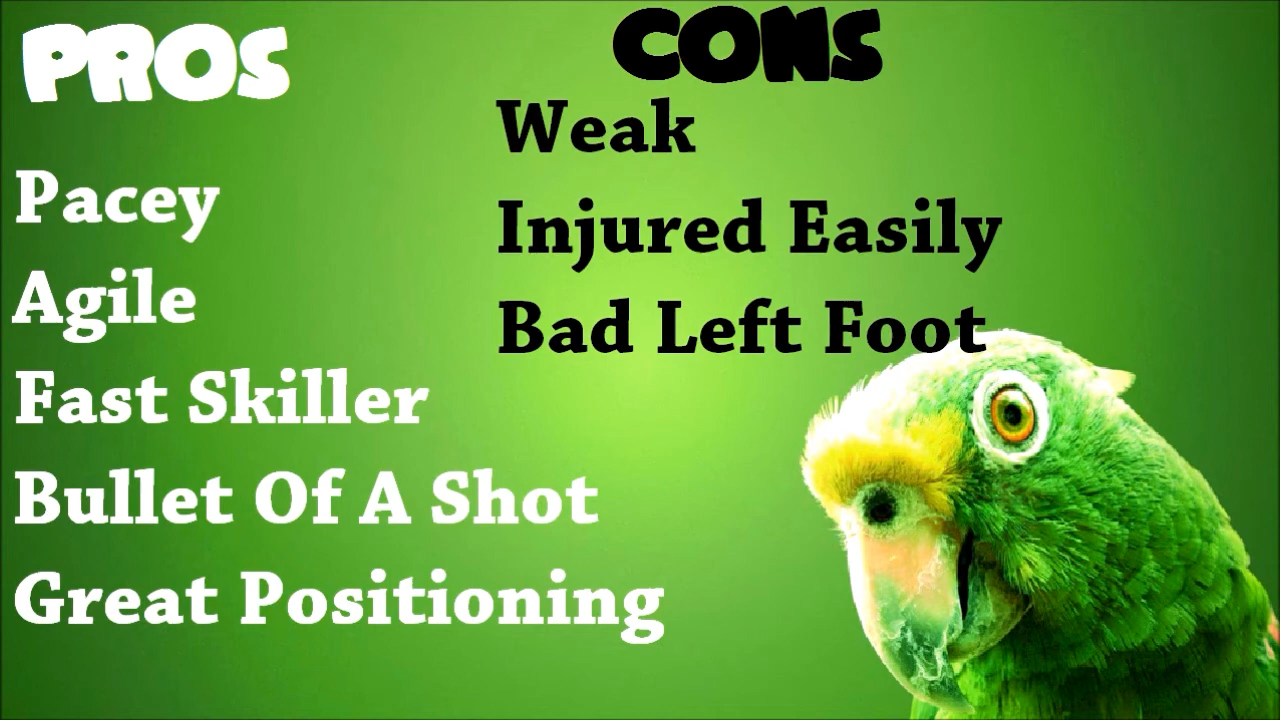 PROS
Pacey
Agile
Fast Skiller
Bullet Of A Shot
Great Positioning
CONS
Weak
Injured Easily
Bad Left Foot